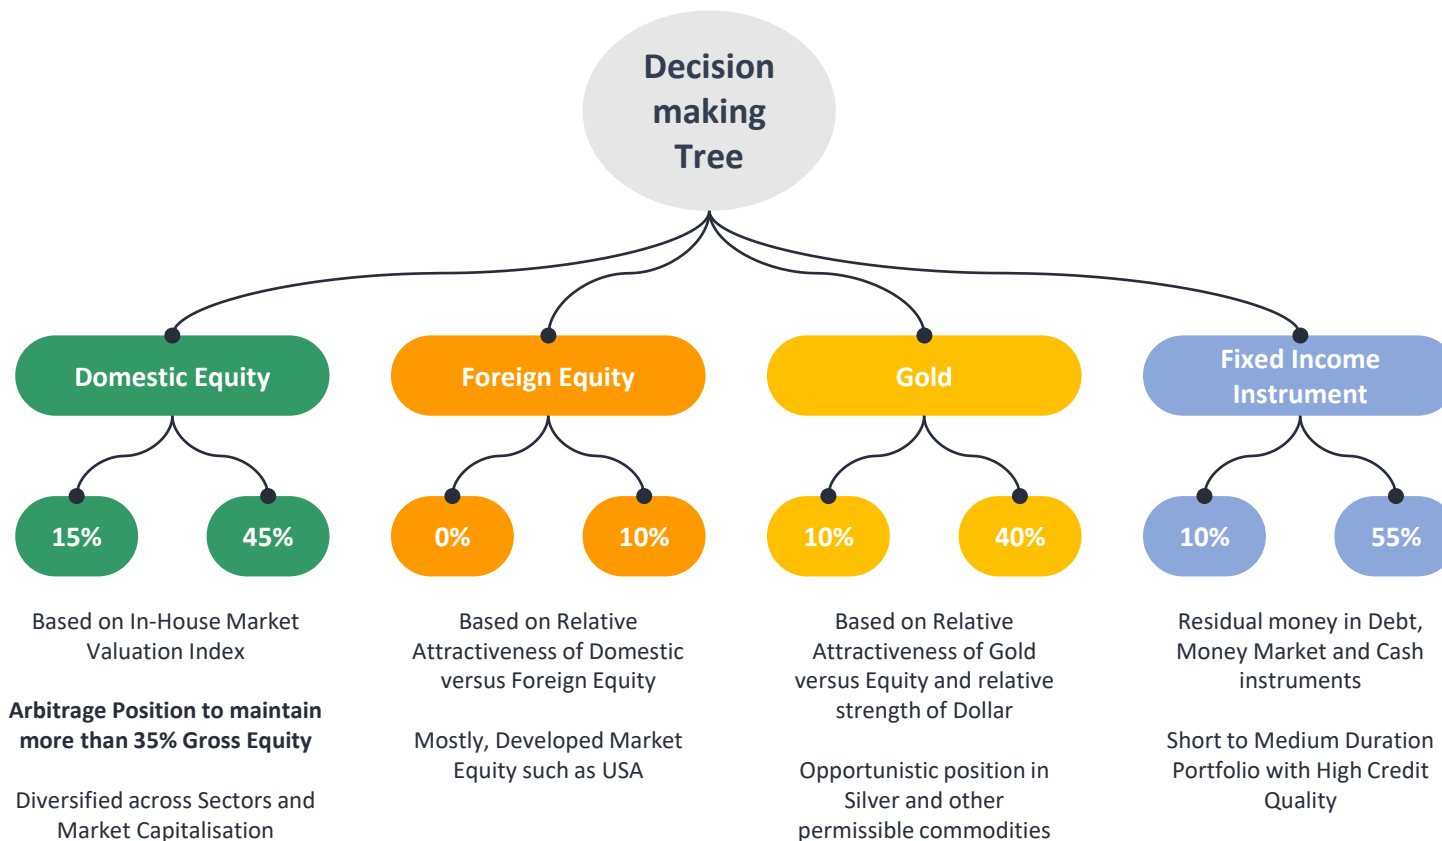 Decision
making
Tree
Domestic Equity
Foreign Equity
Gold
Fixed Income
Instrument
15%
45%
0%
10%
10%
40%
10%
55%
Based on In-House Market
Valuation Index
Arbitrage Position to maintain
more than 35% Gross Equity
Diversified across Sectors and
Market Capitalisation
Based on Relative
Attractiveness of Domestic
versus Foreign Equity
Mostly, Developed Market
Equity such as USA
Based on Relative
Attractiveness of Gold
versus Equity and relative
strength of Dollar
Opportunistic position in
Silver and other
permissible commodities
Residual money in Debt,
Money Market and Cash
instruments
Short to Medium Duration
Portfolio with High Credit
Quality